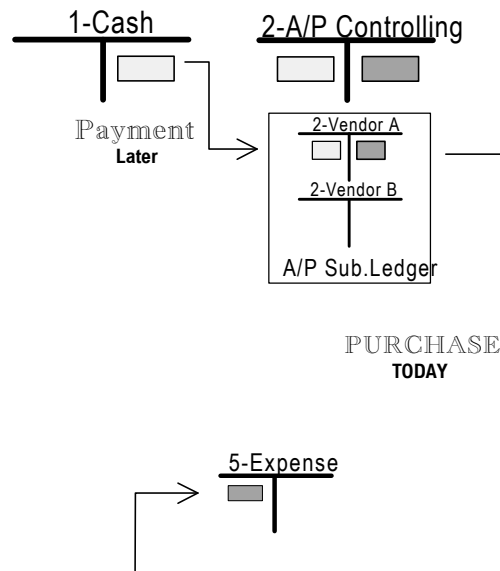 1-Cash
2-A/P Controlling
Payment
Later
2-Vendor A
2-Vendor B
A/P Sub.Ledger
PURCHASE
TODAY
5-Expense